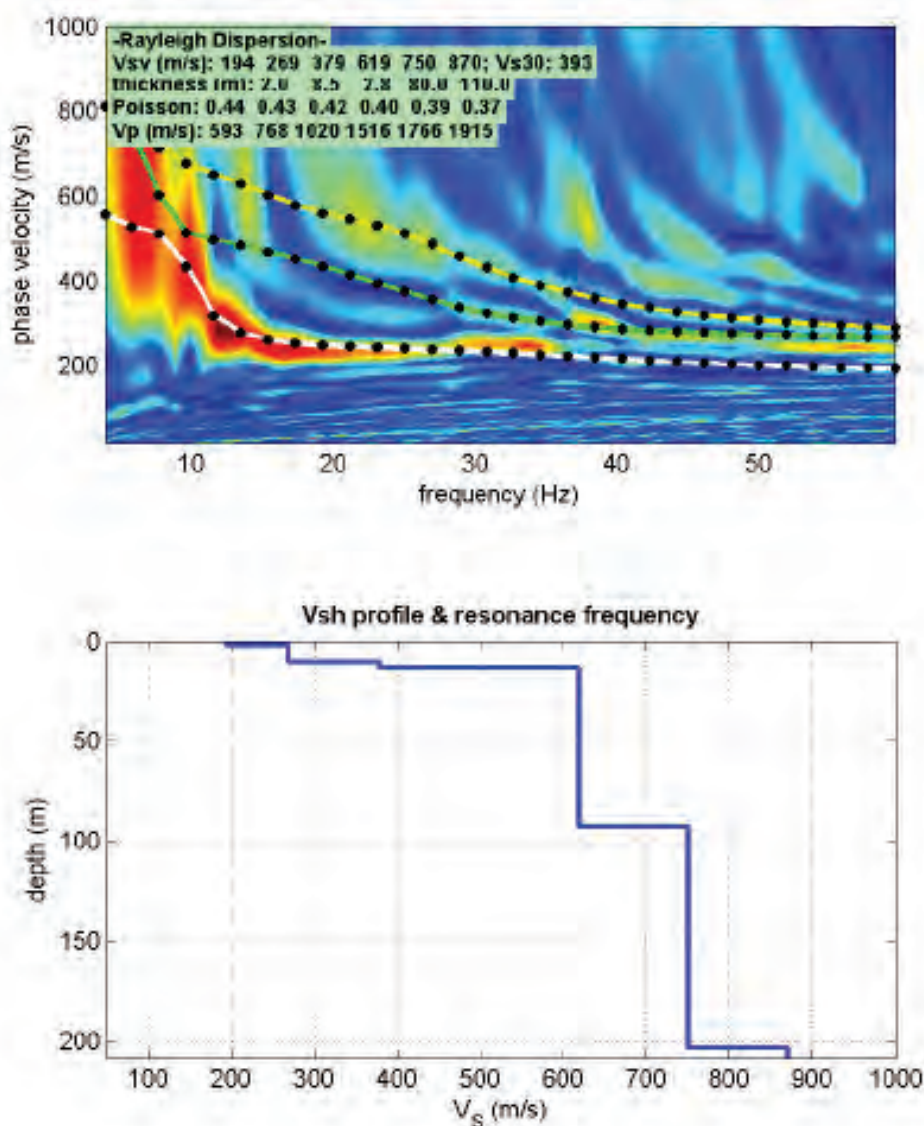 1000
800
600
400
200
phase velocity (m/s)
-Rayleigh Dispersion-
Vsv (m/s): 194 269 379 619 750 870; Vs30: 393
thickness (m): 2.0 8.5 2.8 80.0 110.0
Poisson: 0.44 0.43 0.42 0.40 0.39 0.37
Vp (m/s): 593 768 1020 1516 1766 1915
10 20 30 40 50
frequency (Hz)
Vsh profile & resonance frequency
0
50
100
150
200
depth (m)
100 200 300 400 500 600 700 800 900 1000
VS (m/s)